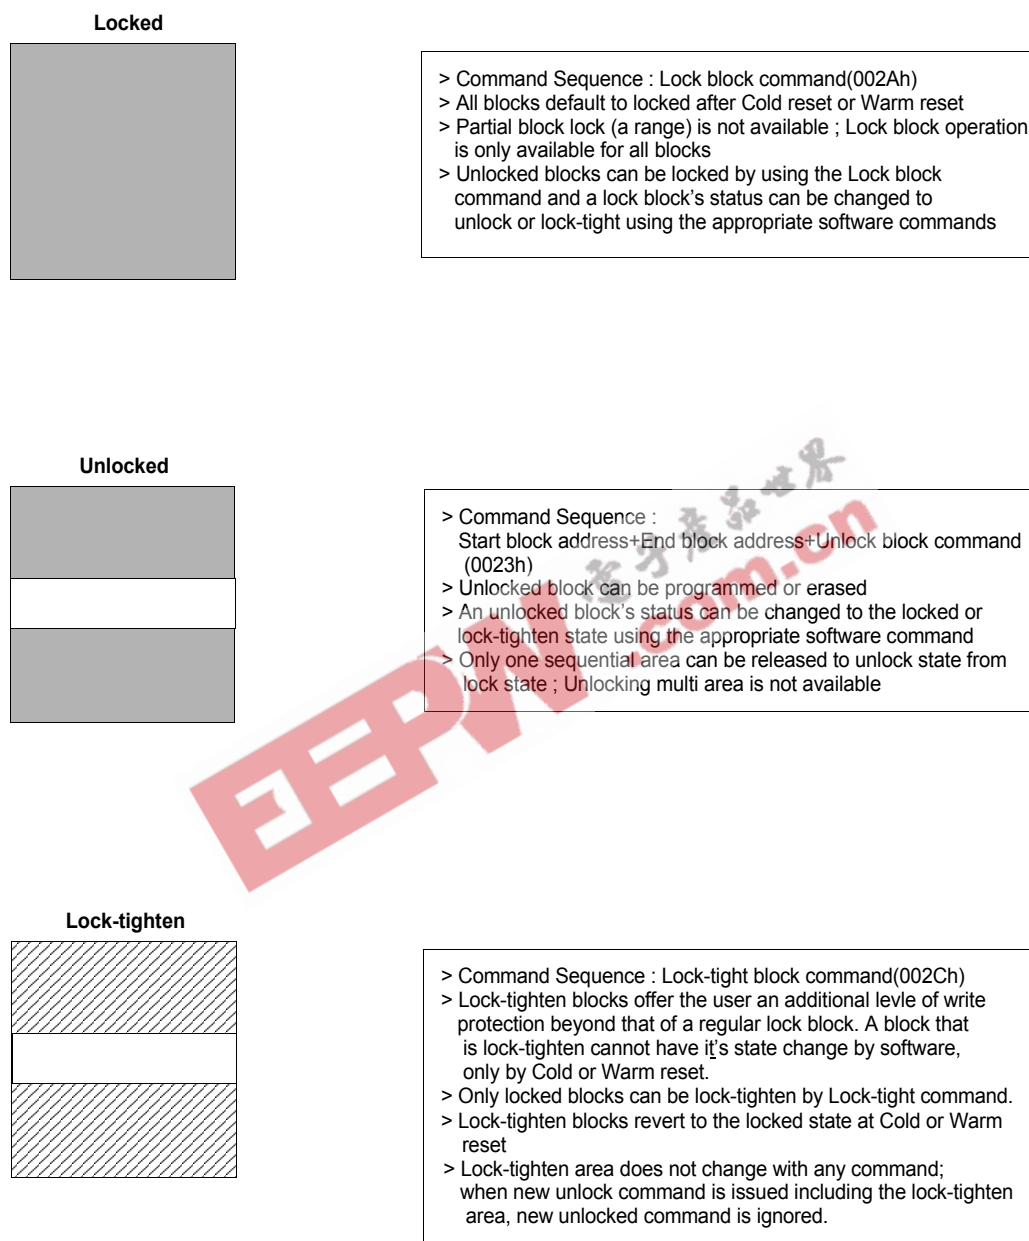 Locked
> Command Sequence : Lock block command(002Ah)
> All blocks default to locked after Cold reset or Warm reset
> Partial block lock (a range) is not available ; Lock block operation
is only available for all blocks
> Unlocked blocks can be locked by using the Lock block
command and a lock block's status can be changed to
unlock or lock-tight using the appropriate software commands
Unlocked
> Command Sequence :
Start block address+End block address+Unlock block command
(0023h)
> Unlocked block can be programmed or erased
> An unlocked block's status can be changed to the locked or
lock-tighten state using the appropriate software command
> Only one sequential area can be released to unlock state from
lock state ; Unlocking multi area is not available
EEPW 電子產品世界
.com.cn
Lock-tighten
> Command Sequence : Lock-tight block command(002Ch)
> Lock-tighten blocks offer the user an additional levle of write
protection beyond that of a regular lock block. A block that
is lock-tighten cannot have it's state change by software,
only by Cold or Warm reset.
> Only locked blocks can be lock-tighten by Lock-tight command.
> Lock-tighten blocks revert to the locked state at Cold or Warm
reset
> Lock-tighten area does not change with any command;
when new unlock command is issued including the lock-tighten
area, new unlocked command is ignored.